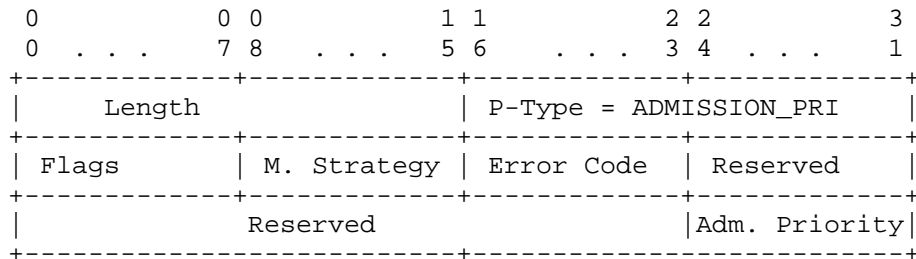 0           0 0           1 1           2 2           3
 0  . . .    7 8   . . .   5 6    . . .  3 4  . . .    1
+-------------+-------------+-------------+-------------+
|     Length                | P-Type = ADMISSION_PRI    |
+-------------+-------------+-------------+-------------+
| Flags       | M. Strategy | Error Code  | Reserved    |
+-------------+-------------+-------------+-------------+
|             Reserved                    |Adm. Priority|
+---------------------------+---------------------------+